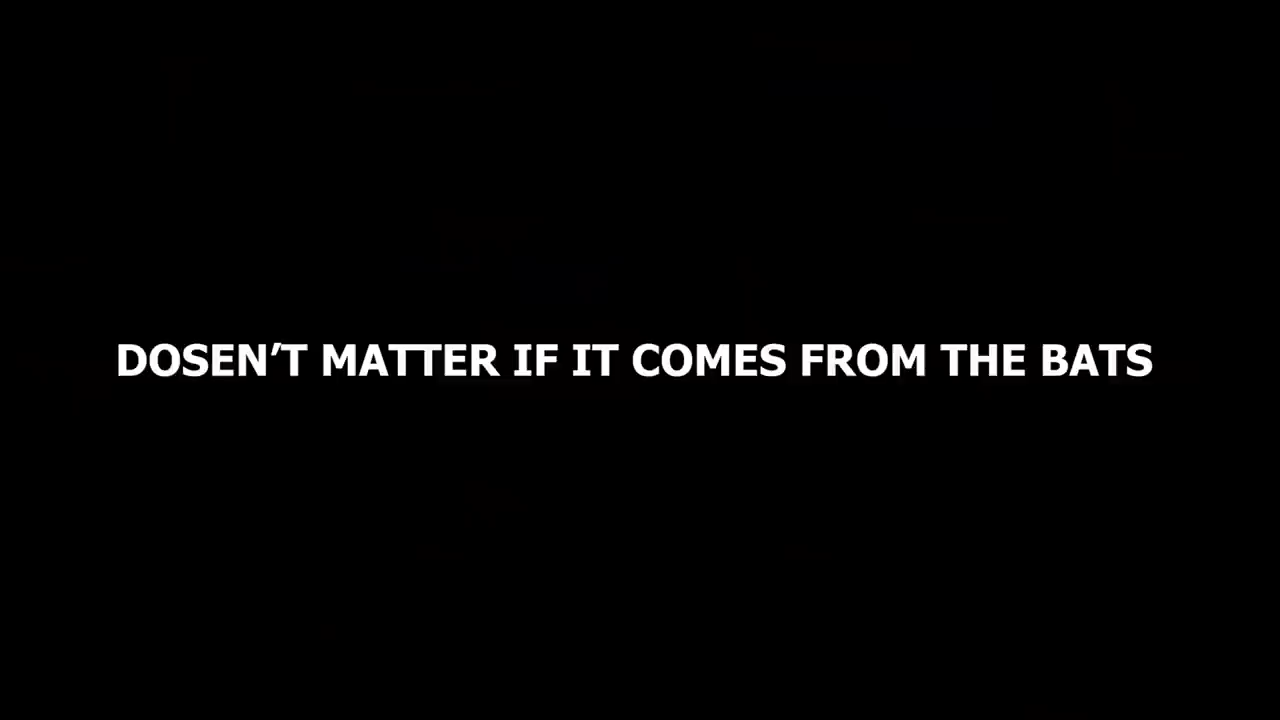 DOSEN’T MATTER IF IT COMES FROM THE BATS